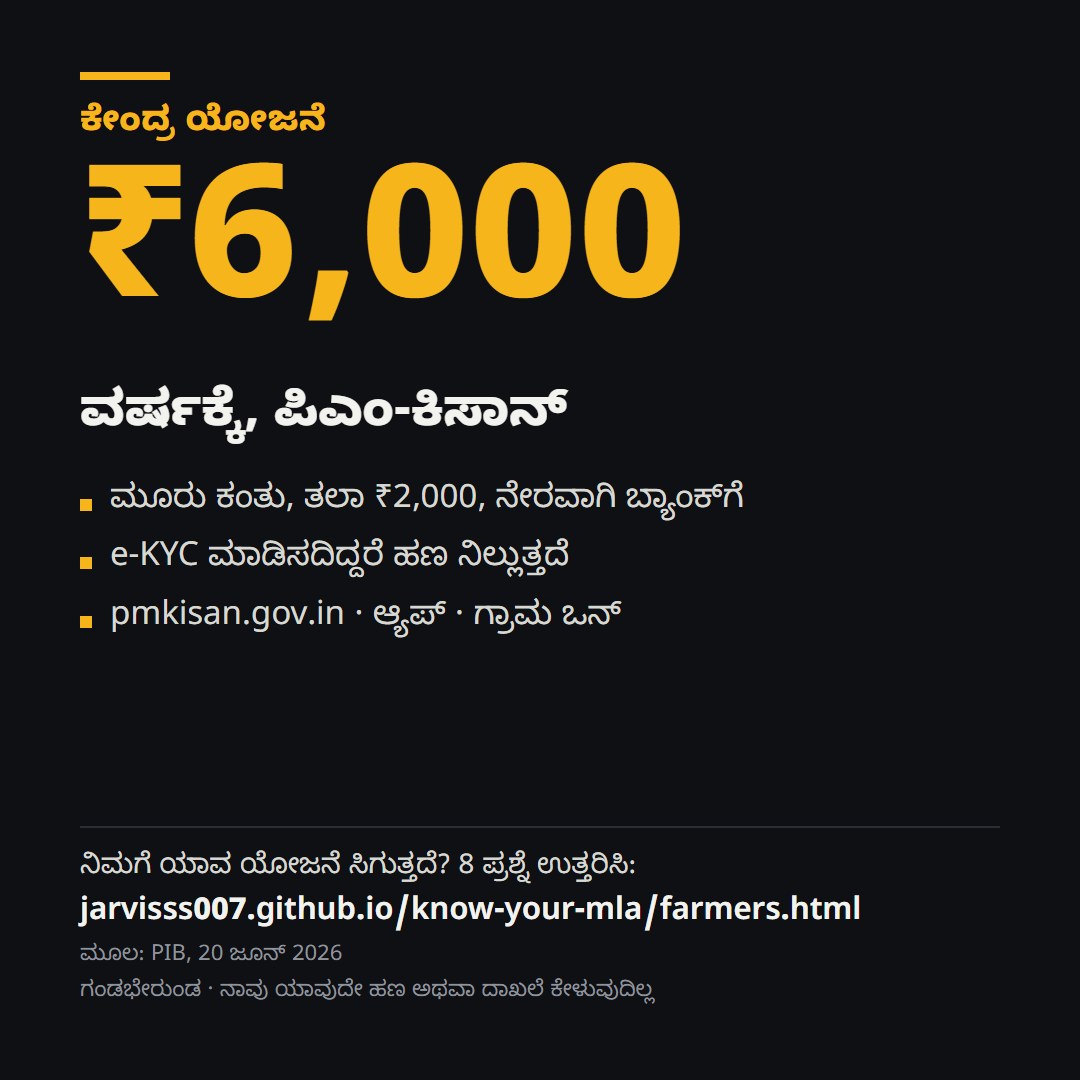 ಕೇಂದ್ರ ಯೋಜನೆ
₹6,000
ವರ್ಷಕ್ಕೆ, ಪಿಎಂ-ಕಿಸಾನ್
ಮೂರು ಕಂತು, ತಲಾ ₹2,000, ನೇರವಾಗಿ ಬ್ಯಾಂಕ್‌ಗೆ
e-KYC ಮಾಡಿಸದಿದ್ದರೆ ಹಣ ನಿಲ್ಲುತ್ತದೆ
pmkisan.gov.in · ಆ್ಯಪ್ · ಗ್ರಾಮ ಒನ್
ನಿಮಗೆ ಯಾವ ಯೋಜನೆ ಸಿಗುತ್ತದೆ? 8 ಪ್ರಶ್ನೆ ಉತ್ತರಿಸಿ:
jarvisss007.github.io/know-your-mla/farmers.html
ಮೂಲ: PIB, 20 ಜೂನ್ 2026
ಗಂಡಭೇರುಂಡ · ನಾವು ಯಾವುದೇ ಹಣ ಅಥವಾ ದಾಖಲೆ ಕೇಳುವುದಿಲ್ಲ